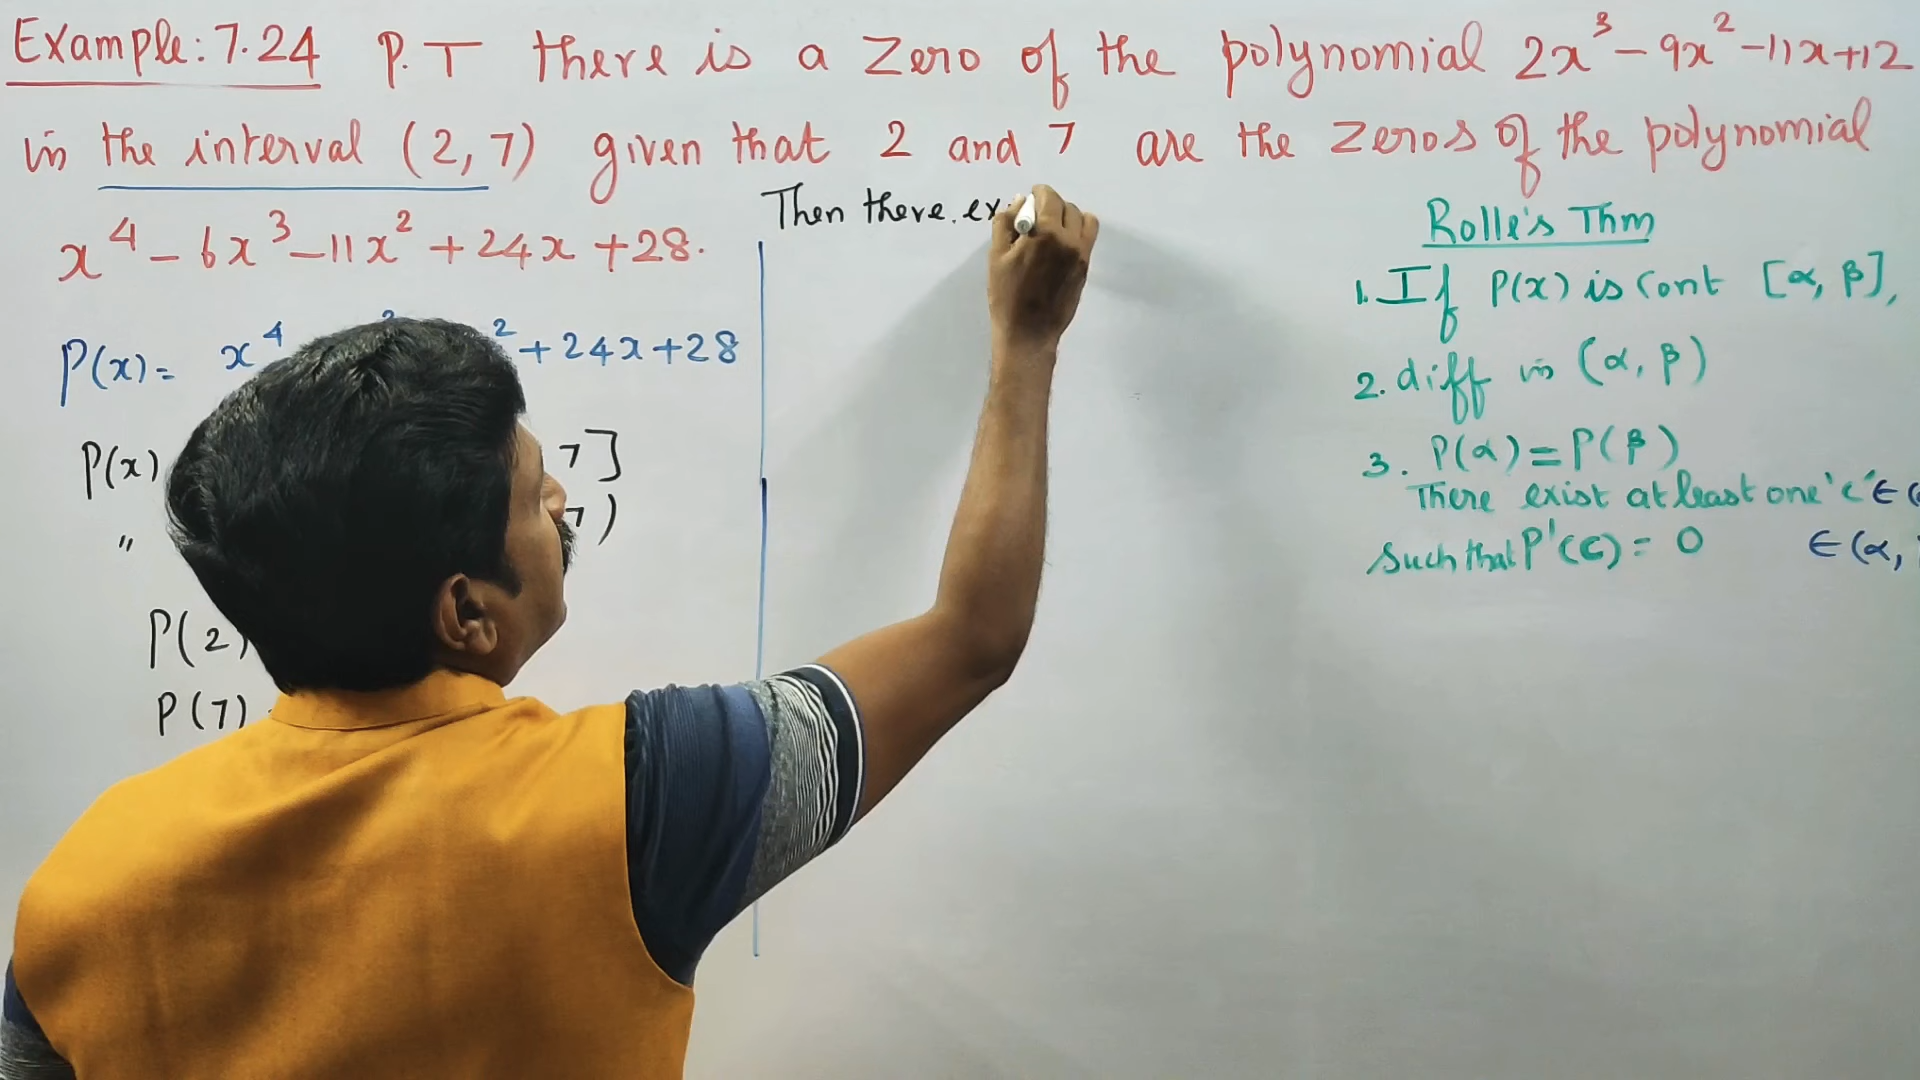 Example: 7.24 P.T there is a Zero of the polynomial 2x³ - 9x² - 11x + 12
in the interval (2, 7) given that 2 and 7 are the zeros of the polynomial
x⁴ - 6x³ - 11x² + 24x + 28.
P(x) = x⁴ ² + 24x + 28
P(x) 7]
〃 7)
P(2)
P(7)
Then there
Rolle's Thm
1. If P(x) is Cont [α, β],
2. diff in (α, β)
3. P(α) = P(β)
There exist at least one 'c' ∈ (
Such that P'(c) = 0 ∈ (α,